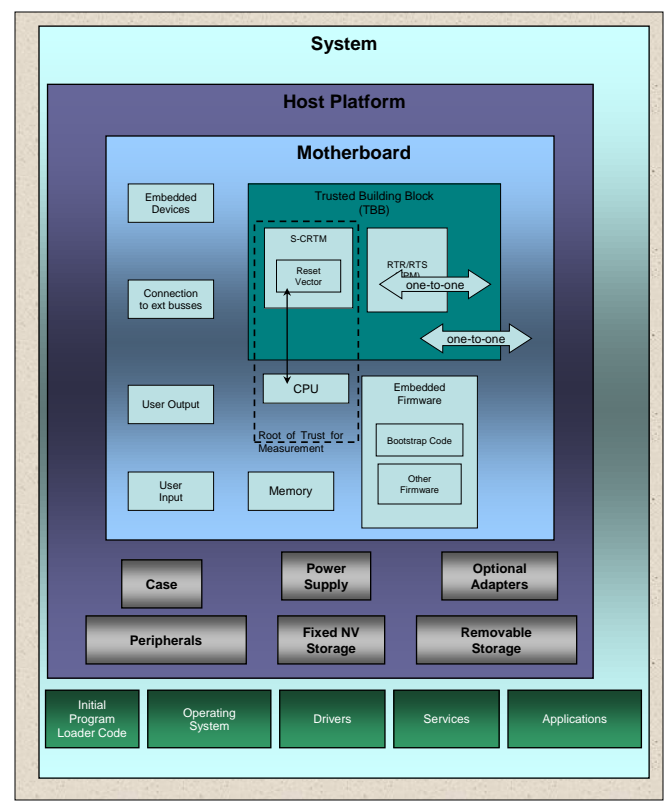 System
Host Platform
Motherboard
Embedded
Devices
Trusted Building Block
(TBB)
S-CRTM
Reset
Vector
RTR/RTS
one-to-one
Connection
to ext busses
one-to-one
CPU
Embedded
Firmware
User Output
Bootstrap Code
Root of Trust for
Measurement
User
Input
Memory
Other
Firmware
Case
Power
Supply
Optional
Adapters
Peripherals
Fixed NV
Storage
Removable
Storage
Initial
Program
Loader Code
Operating
System
Drivers
Services
Applications